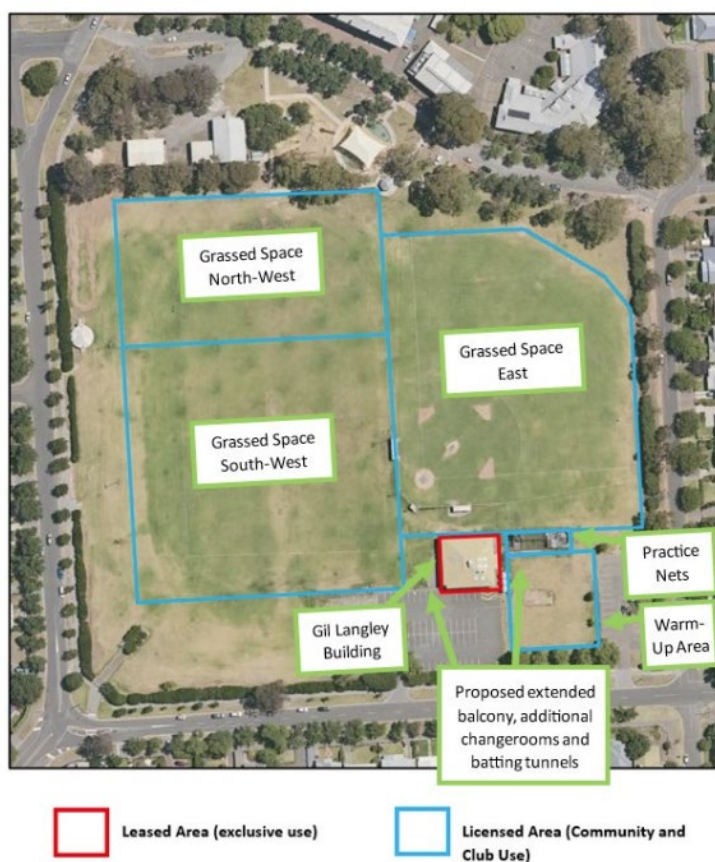 Grassed Space
North-West
Grassed Space
East
Grassed Space
South-West
Practice
Nets
Gil Langley
Building
Warm-
Up Area
Proposed extended
balcony, additional
changerooms and
batting tunnels
Leased Area (exclusive use)
Licensed Area (Community and
Club Use)